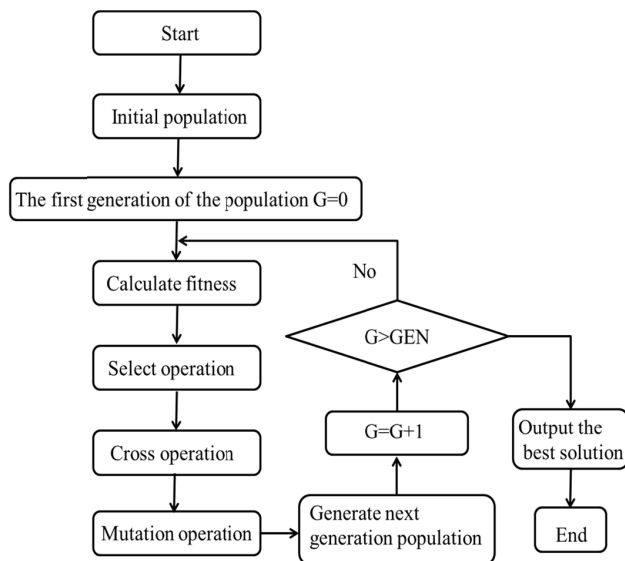 Start
Initial population
The first generation of the population G=0
Calculate fitness
Select operation
Cross operation
Mutation operation
Generate next
generation population
G=G+1
G>GEN
No
Output the
best solution
End